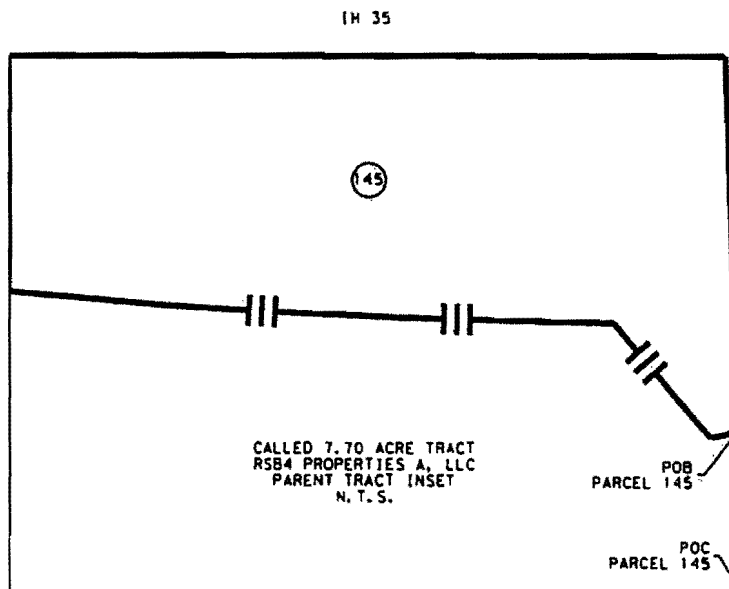 IH 35
145
CALLED 7.70 ACRE TRACT
RSB4 PROPERTIES A, LLC
PARENT TRACT INSET
N.T.S.
POB
PARCEL 145
POC
PARCEL 145